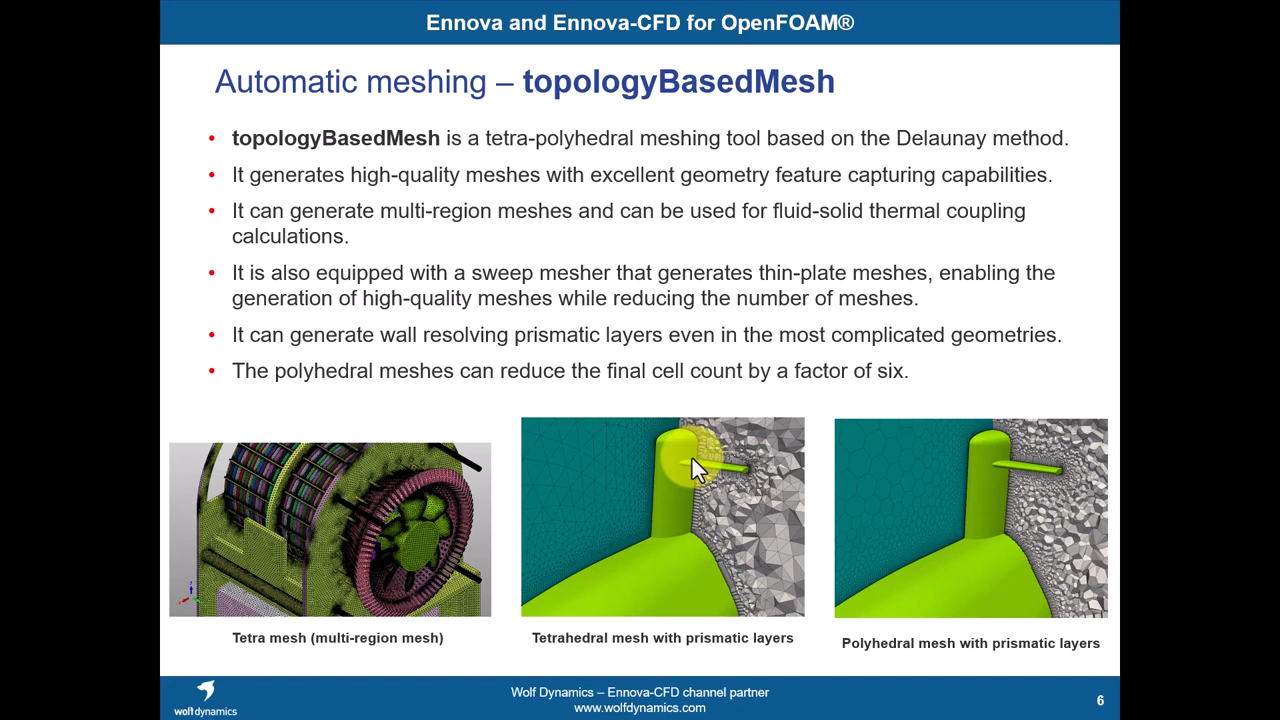 Ennova and Ennova-CFD for OpenFOAM®
Automatic meshing – topologyBasedMesh
• topologyBasedMesh is a tetra-polyhedral meshing tool based on the Delaunay method.
• It generates high-quality meshes with excellent geometry feature capturing capabilities.
• It can generate multi-region meshes and can be used for fluid-solid thermal coupling
calculations.
• It is also equipped with a sweep mesher that generates thin-plate meshes, enabling the
generation of high-quality meshes while reducing the number of meshes.
• It can generate wall resolving prismatic layers even in the most complicated geometries.
• The polyhedral meshes can reduce the final cell count by a factor of six.
Tetra mesh (multi-region mesh)
Tetrahedral mesh with prismatic layers
Polyhedral mesh with prismatic layers
wolf dynamics
Wolf Dynamics – Ennova-CFD channel partner
www.wolfdynamics.com
6